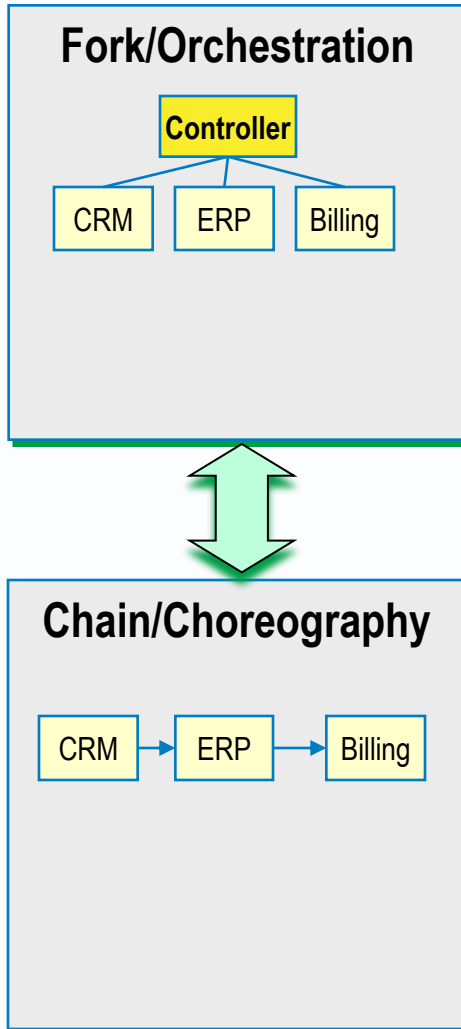 Fork/Orchestration
Controller
CRM ERP Billing
Chain/Choreography
CRM ERP Billing